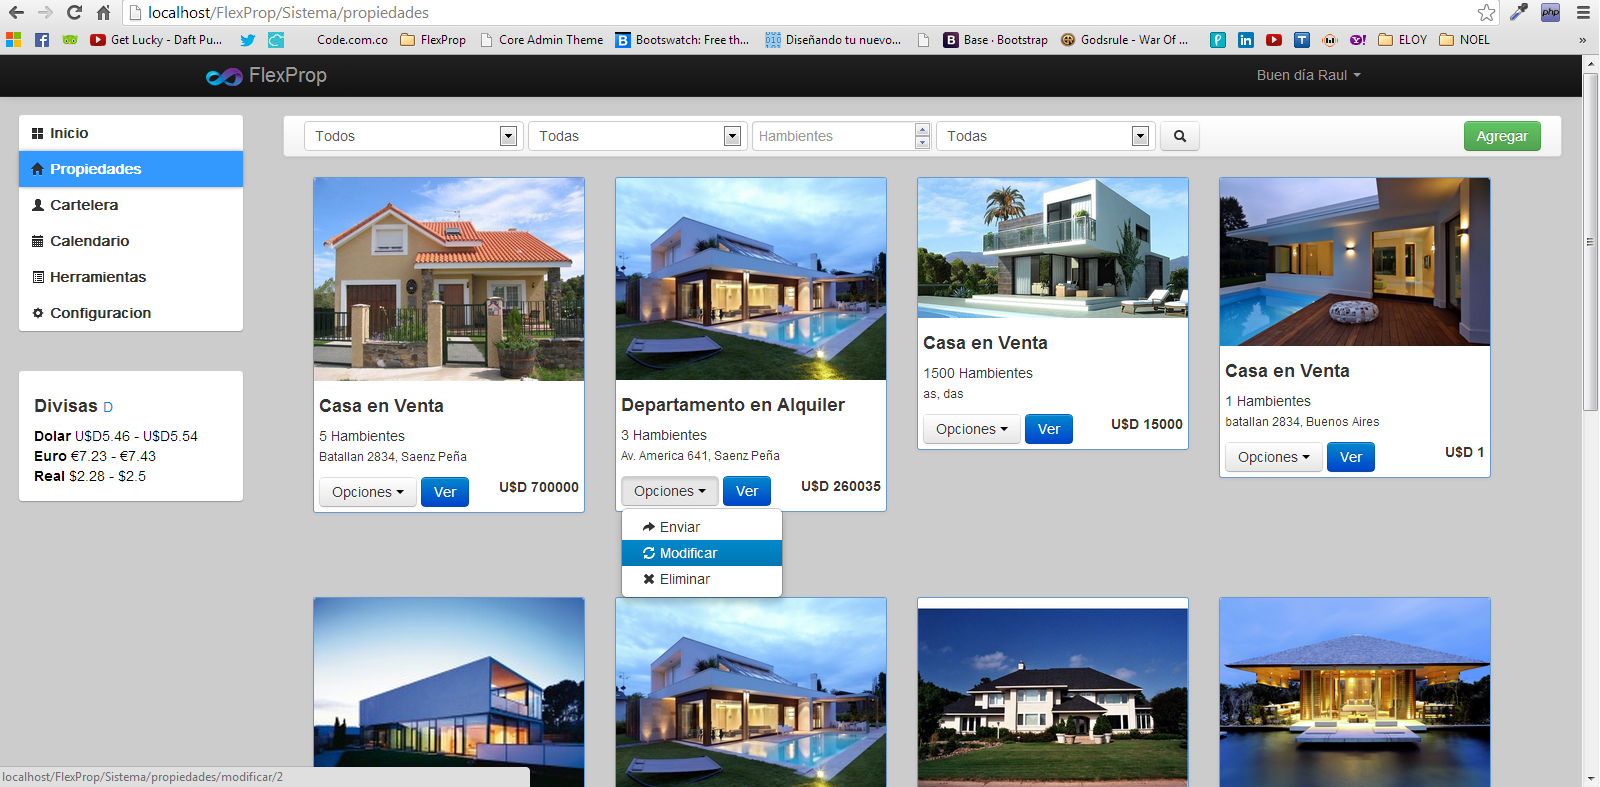 localhost/FlexProp/Sistema/propiedades
php
Get Lucky - Daft Pu...
Code.com.co
FlexProp
Core Admin Theme
Bootswatch: Free th...
Diseñando tu nuevo...
Base · Bootstrap
Godsrule - War Of ...
ELOY
NOEL
»
FlexProp
Buen día Raul
Inicio
Propiedades
Cartelera
Calendario
Herramientas
Configuracion
Divisas D
Dolar U$D5.46 - U$D5.54
Euro €7.23 - €7.43
Real $2.28 - $2.5
Todos
Todas
Hambientes
Todas
Agregar
Casa en Venta
5 Hambientes
Batallan 2834, Saenz Peña
Opciones
Ver
U$D 700000
Departamento en Alquiler
3 Hambientes
Av. America 641, Saenz Peña
Opciones
Ver
U$D 260035
Enviar
Modificar
Eliminar
Casa en Venta
1500 Hambientes
as, das
Opciones
Ver
U$D 15000
Casa en Venta
1 Hambientes
batallan 2834, Buenos Aires
Opciones
Ver
U$D 1
localhost/FlexProp/Sistema/propiedades/modificar/2